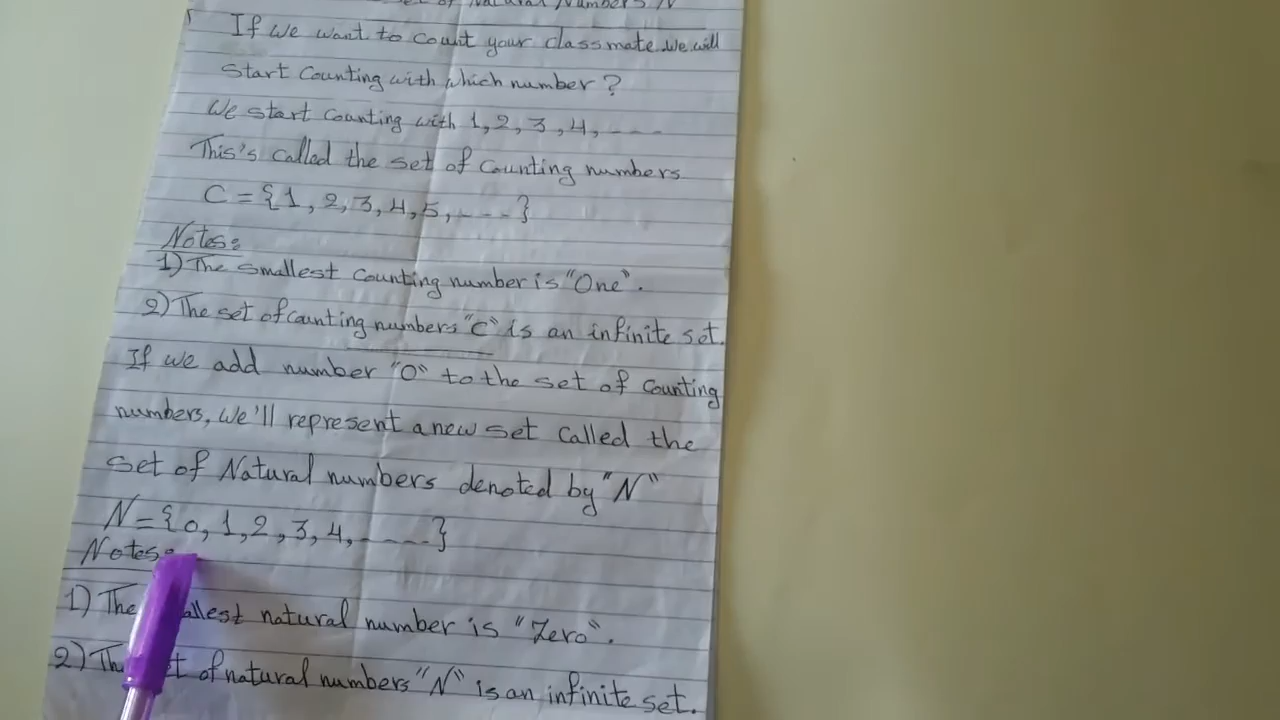 of Natural Numbers N
If we want to count your classmate we will
start counting with which number?
We start counting with 1, 2, 3, 4, ----
This's called the set of counting numbers
C = {1, 2, 3, 4, 5, ----}
Notes:
1) The smallest counting number is "One".
2) The set of counting numbers "C" is an infinite set.
If we add number "0" to the set of counting
numbers, we'll represent a new set called the
set of Natural numbers denoted by "N"
N = {0, 1, 2, 3, 4, -----}
Notes:
1) The allest natural number is "Zero".
2) Th t of natural numbers "N" is an infinite set.